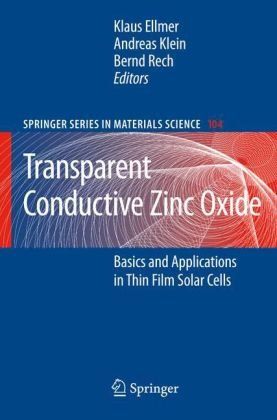 Klaus Ellmer
Andreas Klein
Bernd Rech
Editors
SPRINGER SERIES IN MATERIALS SCIENCE 104
Transparent
Conductive Zinc Oxide
Basics and Applications
in Thin Film Solar Cells
Springer